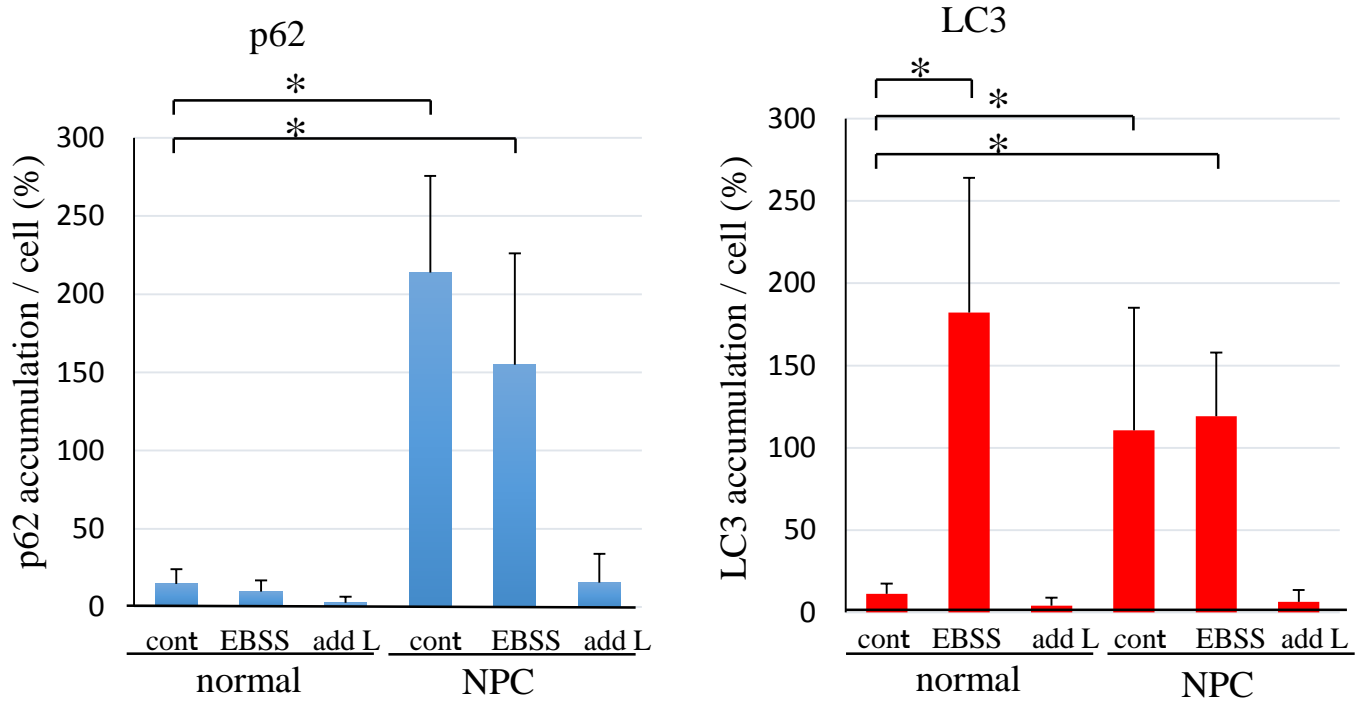 p62
*
*
p62 accumulation / cell (%)
300
250
200
150
100
50
0
cont EBSS add L cont EBSS add L
normal NPC
LC3
*
*
*
LC3 accumulation / cell (%)
300
250
200
150
100
50
0
cont EBSS add L cont EBSS add L
normal NPC